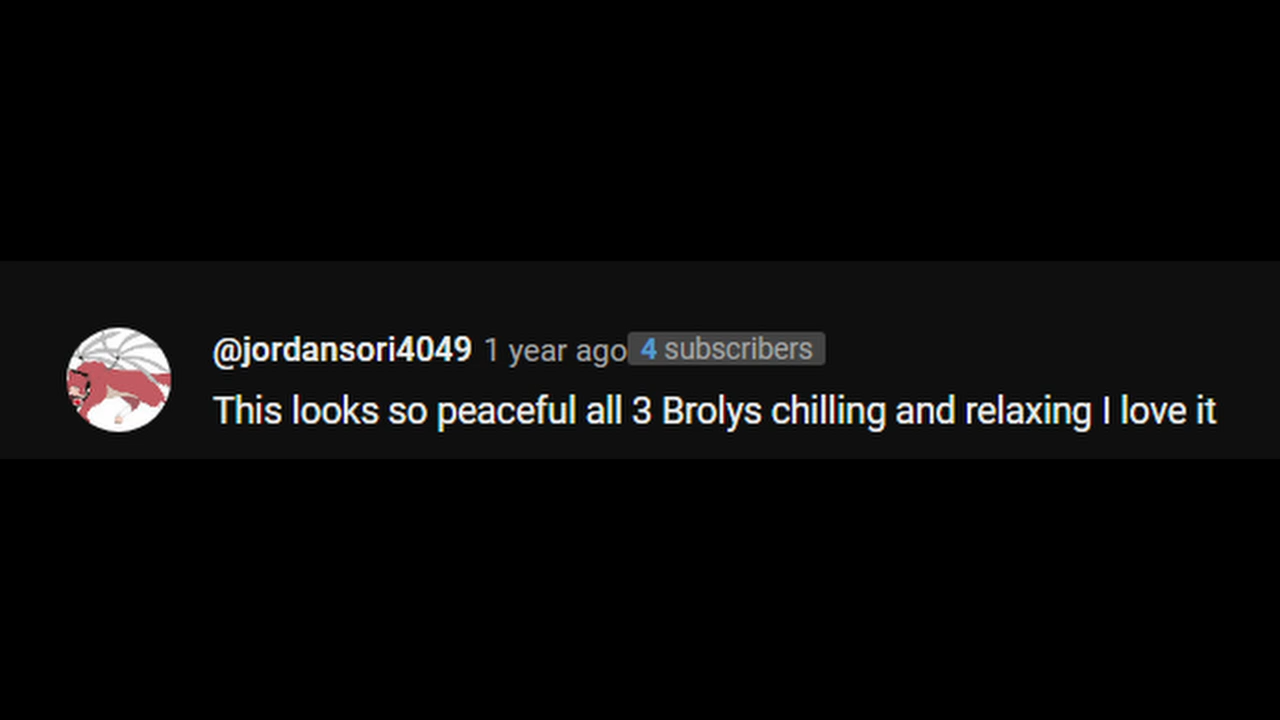 @jordansori4049 1 year ago 4 subscribers
This looks so peaceful all 3 Brolys chilling and relaxing I love it